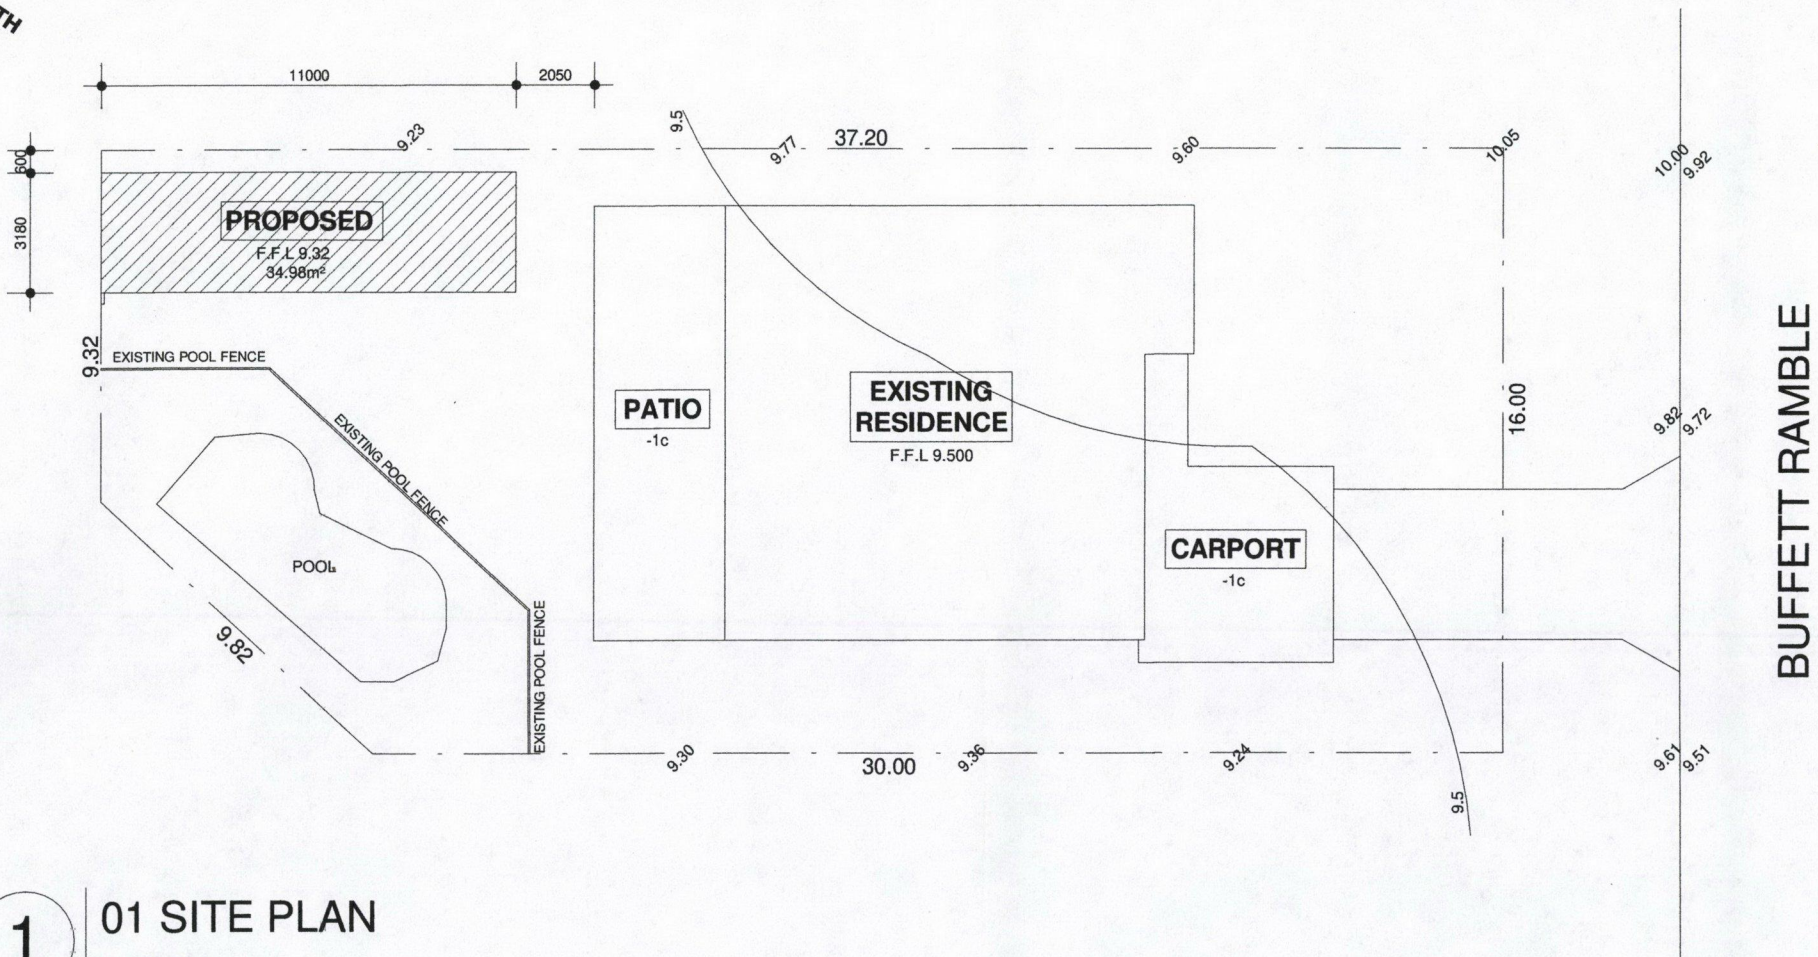 TH
11000
2050
9.23
9.5
9.77
37.20
9.60
10.05
10.00
9.92
600
3180
PROPOSED
F.F.L 9.32
34.98m²
9.32
EXISTING POOL FENCE
EXISTING POOL FENCE
EXISTING POOL FENCE
POOL
9.82
PATIO
-1c
EXISTING
RESIDENCE
F.F.L 9.500
CARPORT
-1c
16.00
9.82
9.72
BUFFETT RAMBLE
9.30
30.00
9.36
9.24
9.5
9.61
9.51
1
01 SITE PLAN